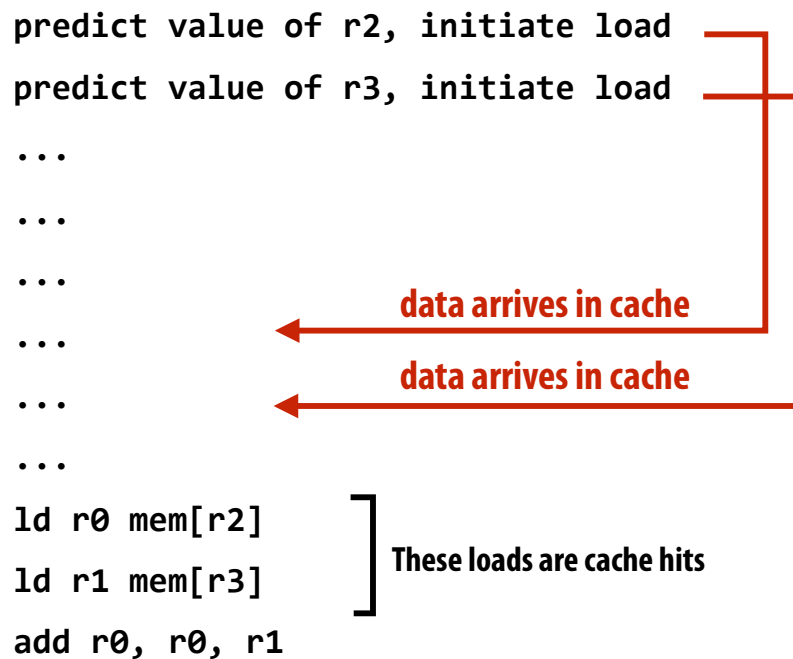 predict value of r2, initiate load
predict value of r3, initiate load
...
...
...
data arrives in cache
...
data arrives in cache
...
...
ld r0 mem[r2]
These loads are cache hits
ld r1 mem[r3]
add r0, r0, r1